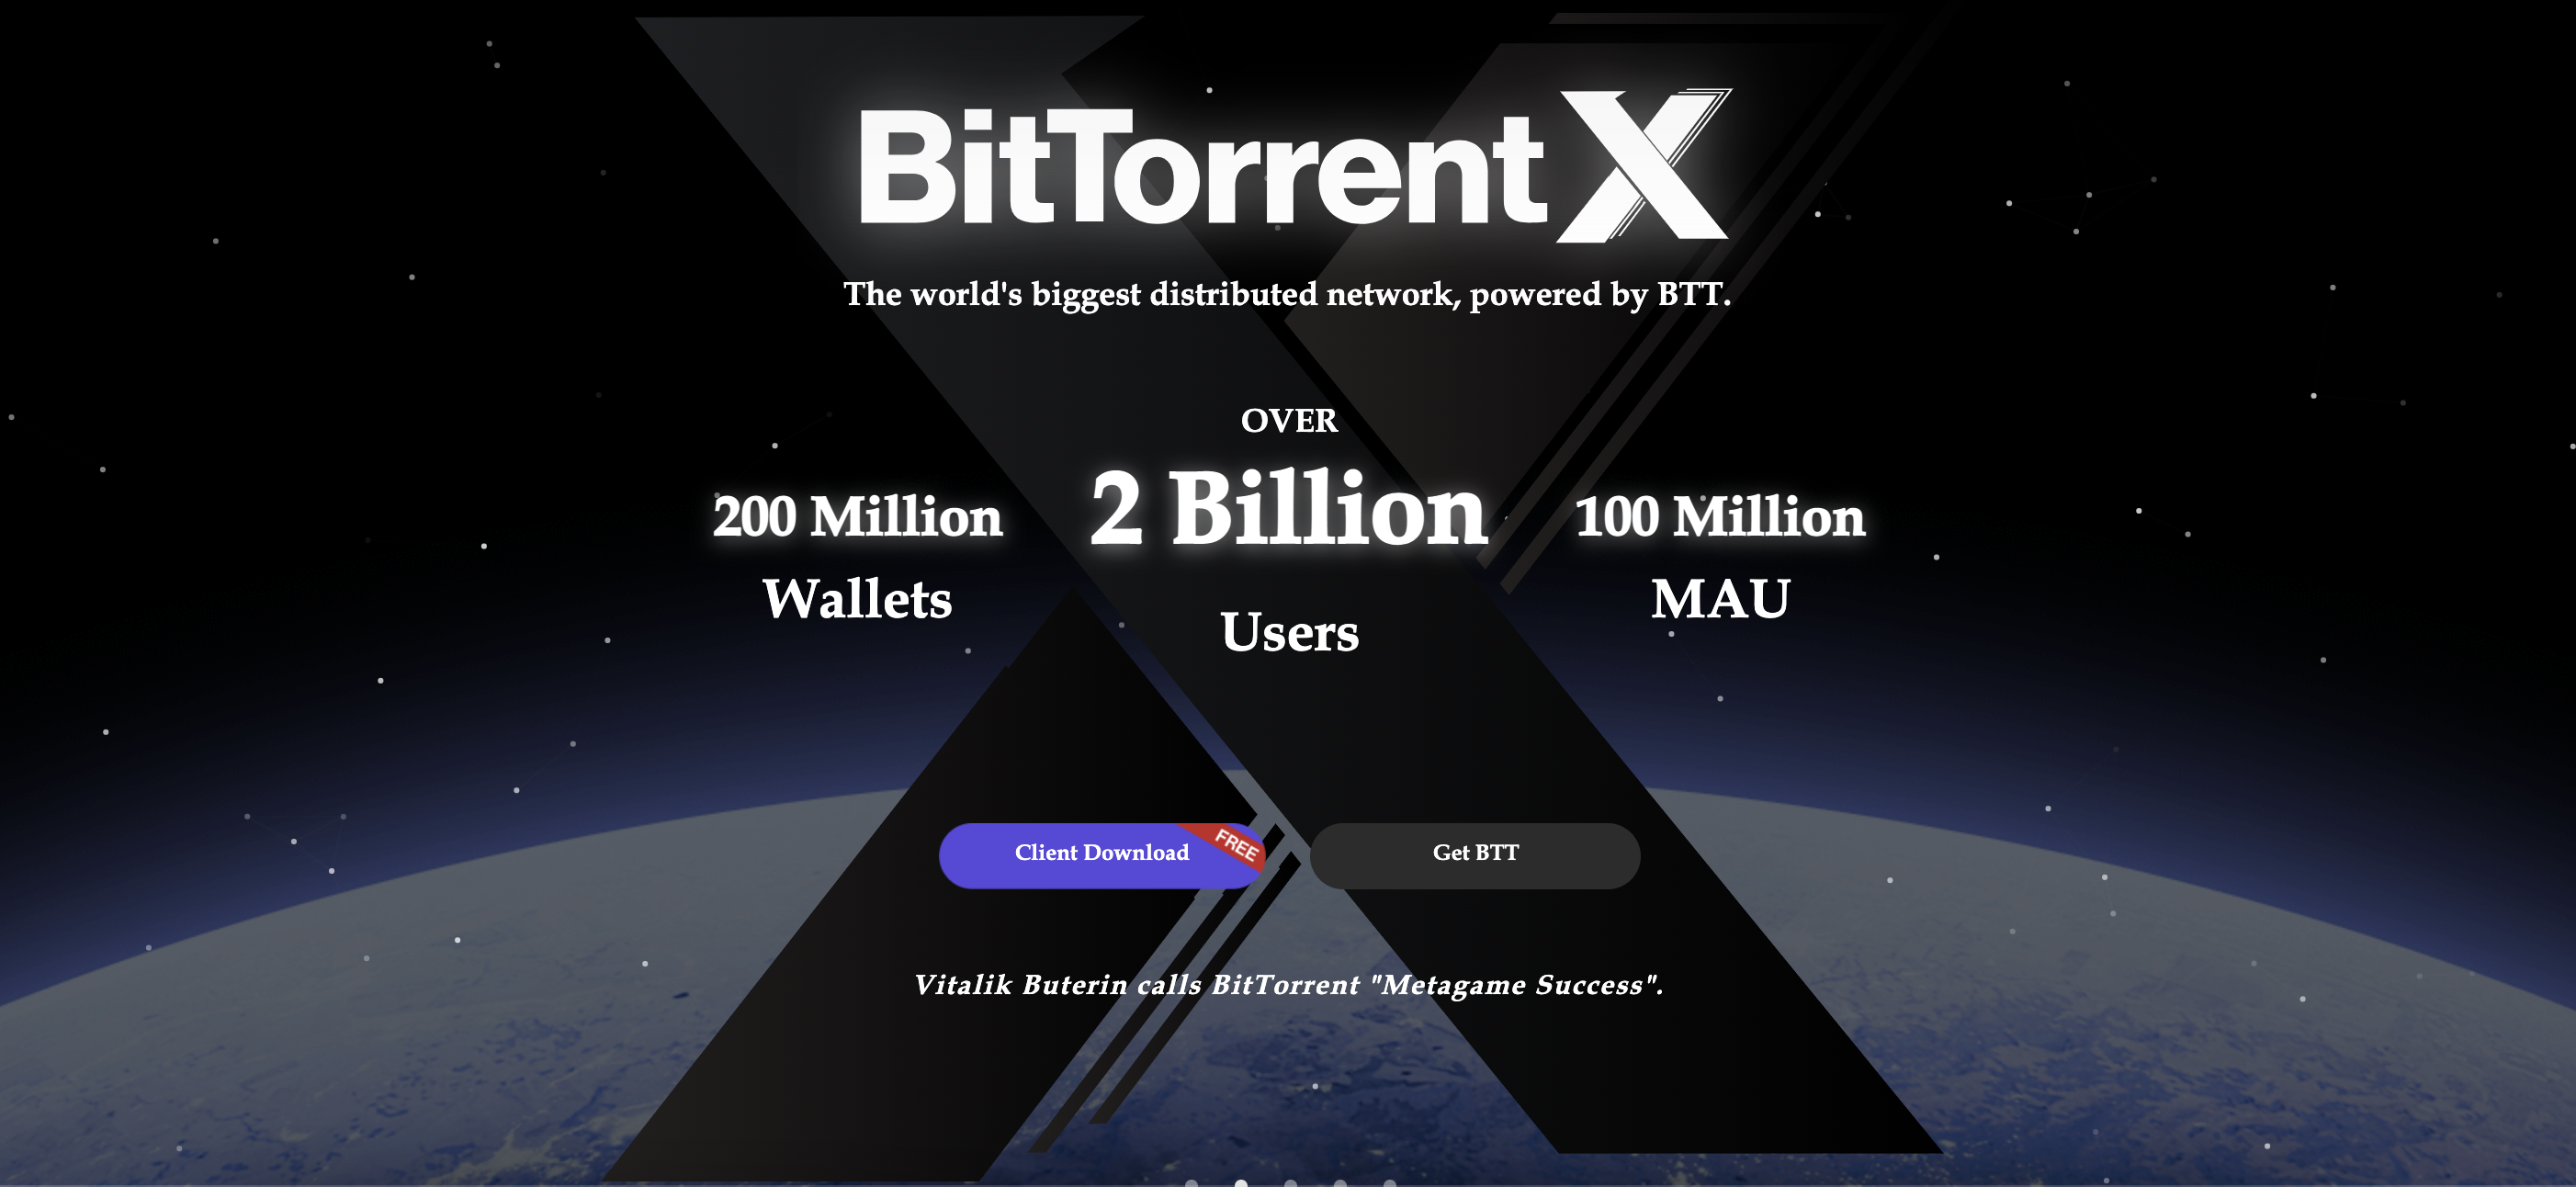 BitTorrent X
The world's biggest distributed network, powered by BTT.
OVER
200 Million
2 Billion
100 Million
Wallets
Users
MAU
Client Download
FREE
Get BTT
Vitalik Buterin calls BitTorrent "Metagame Success".